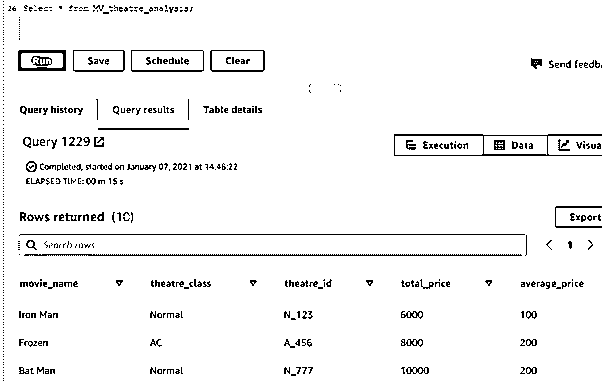 26 Select * from MV_theatre_analysis;
Run Save Schedule Clear
Send feedba
Query history Query results Table details
Query 1229
Execution Data Visua
Completed, started on January 07, 2021 at 14:46:22
ELAPSED TIME: 00 m 15 s
Rows returned (10)
Export
Search rows
1
movie_name theatre_class theatre_id total_price average_price
Iron Man Normal N_123 6000 100
Frozen AC A_456 8000 200
Bat Man Normal N_777 10000 200